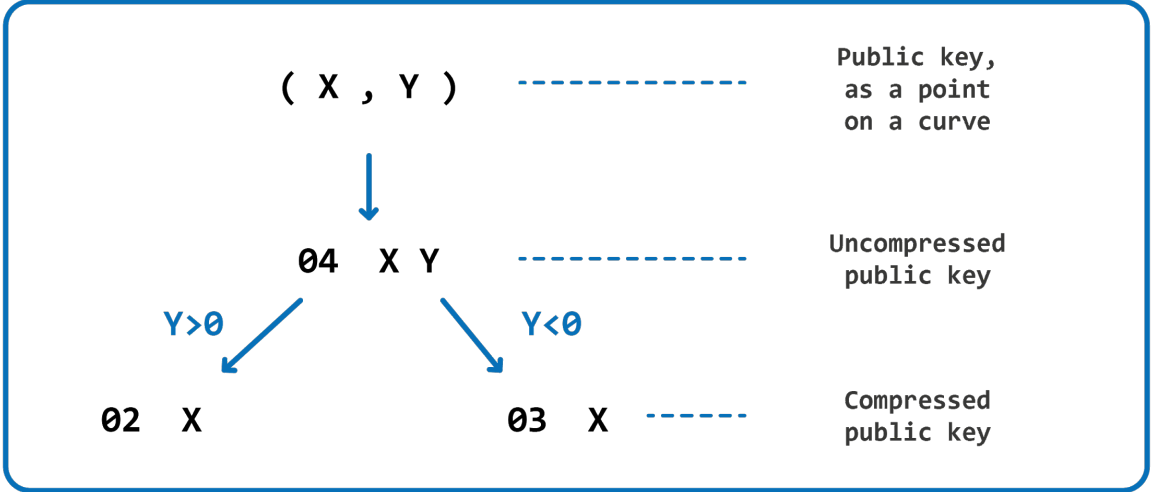 ( X , Y )
Public key,
as a point
on a curve
04 X Y
Uncompressed
public key
Y>0
Y<0
02 X
03 X
Compressed
public key